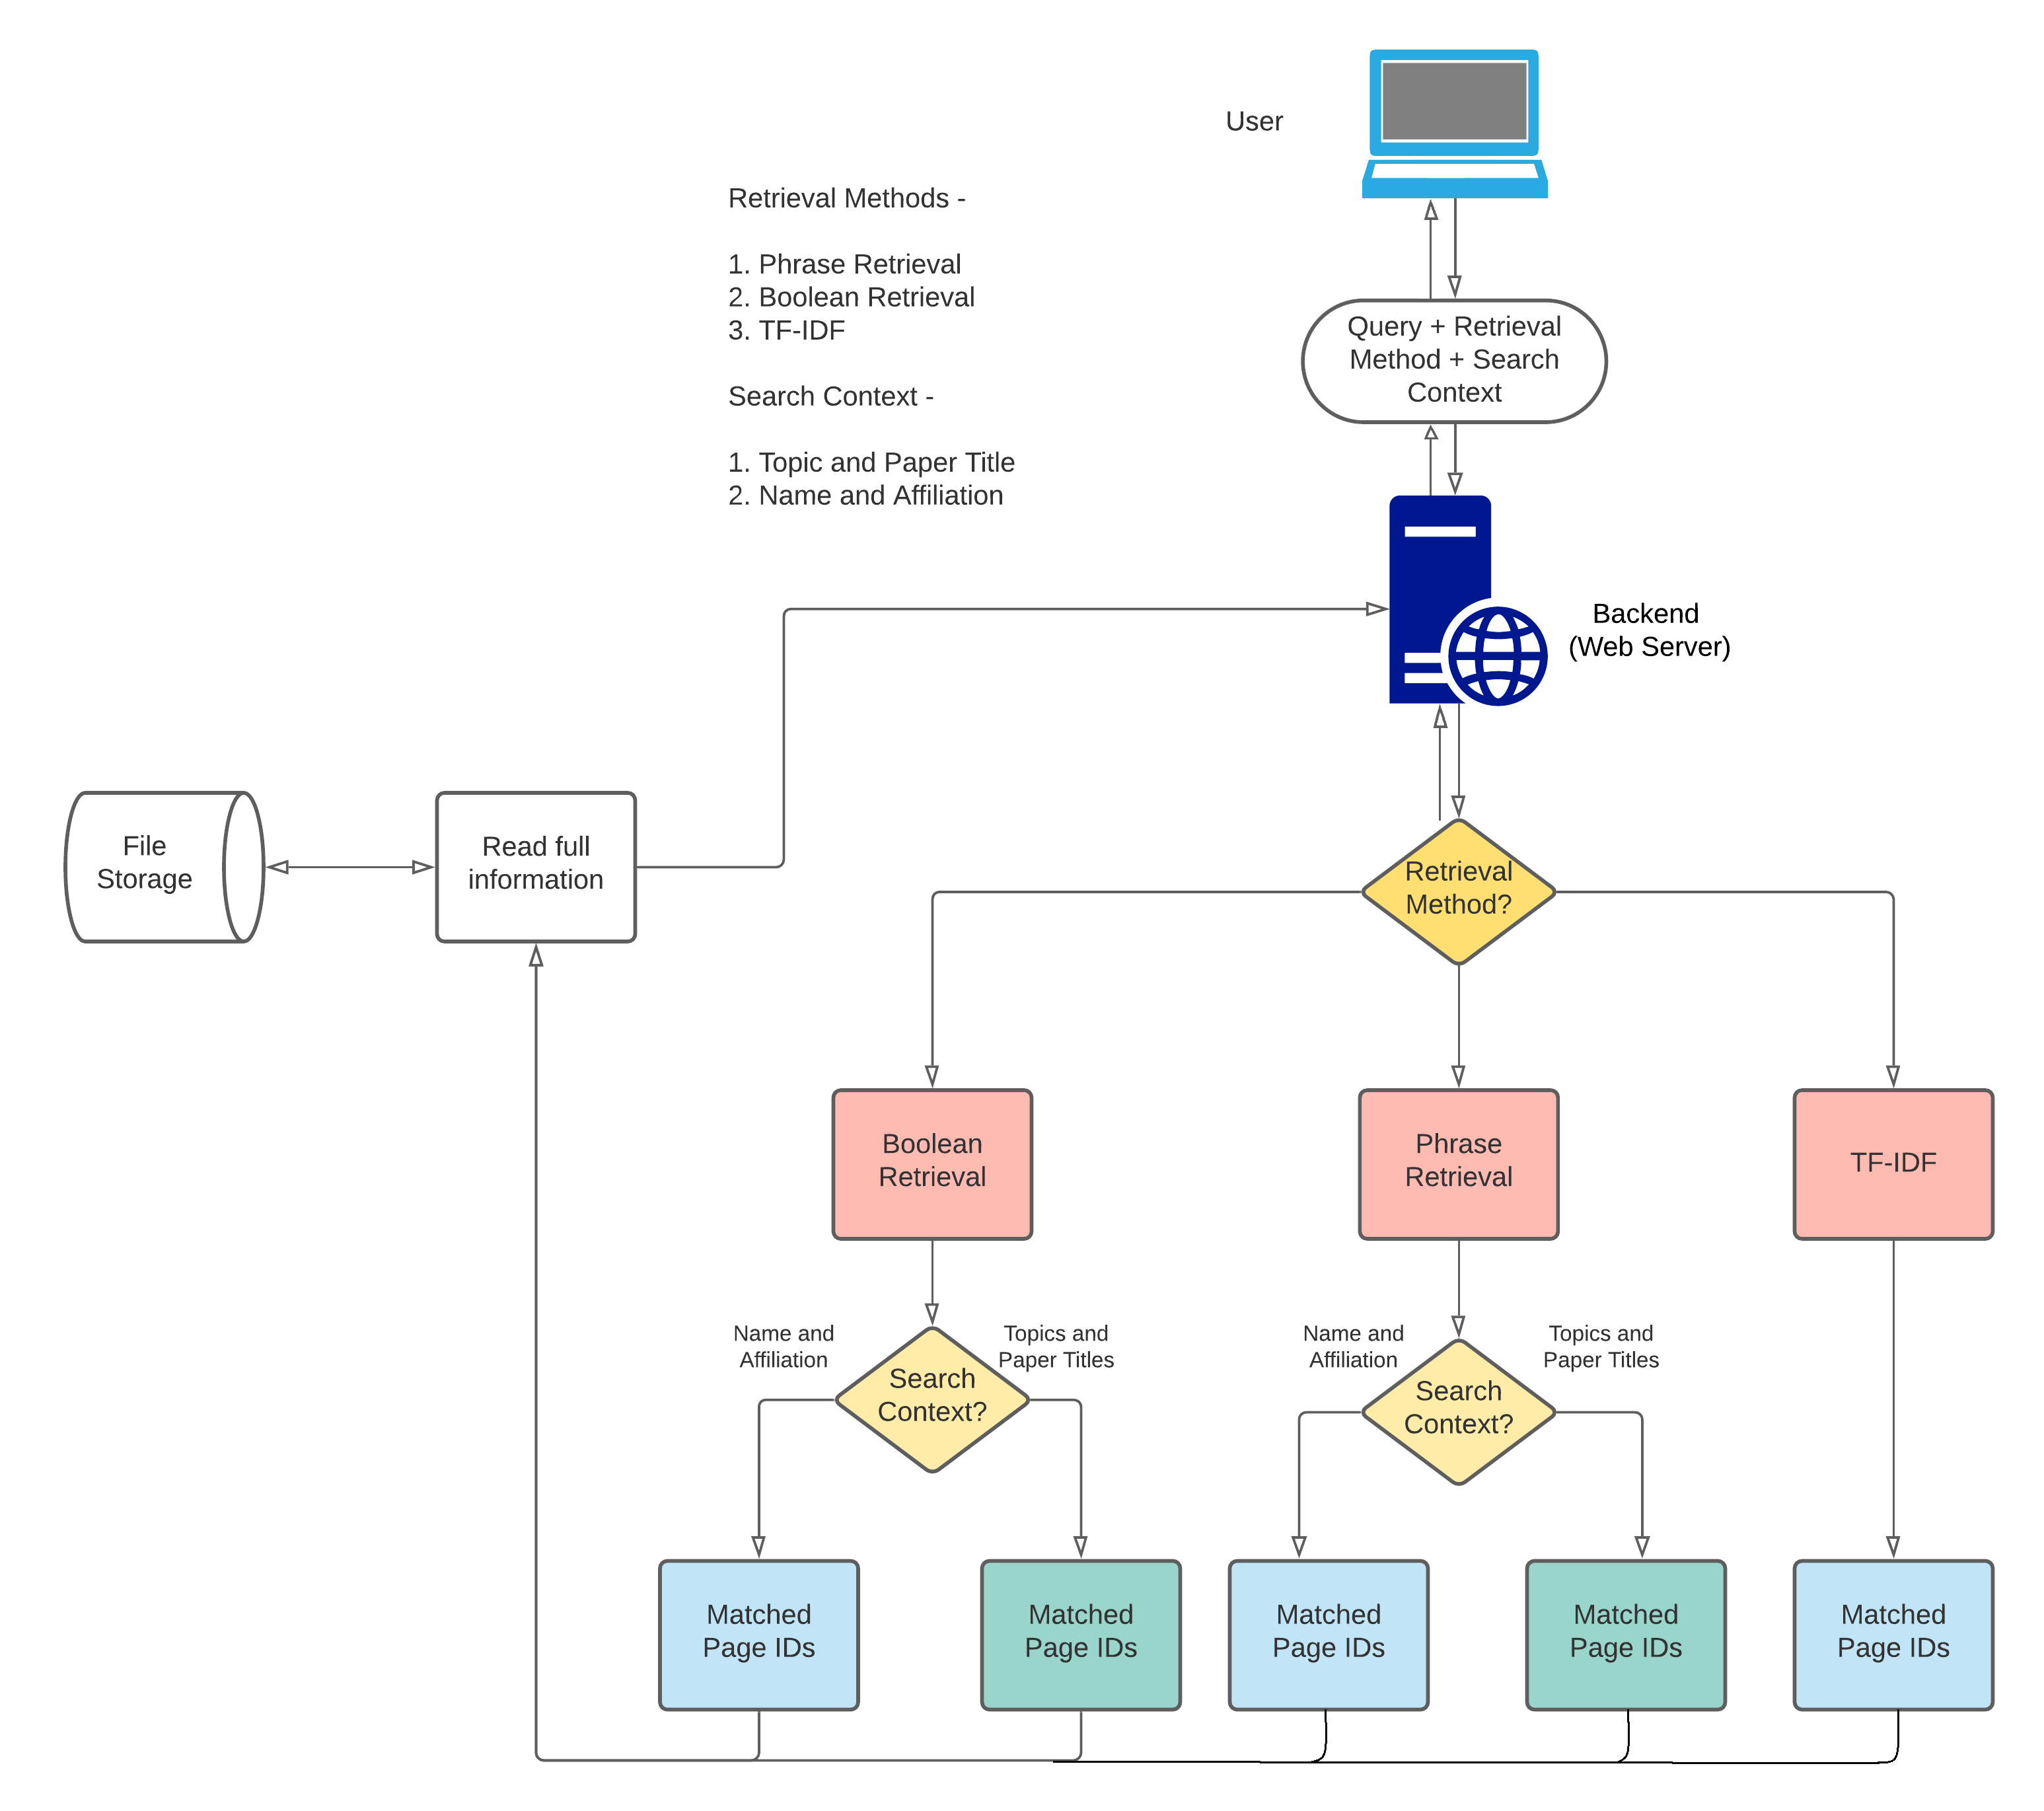 User
Retrieval Methods -
1. Phrase Retrieval
2. Boolean Retrieval
3. TF-IDF
Search Context -
1. Topic and Paper Title
2. Name and Affiliation
Query + Retrieval
Method + Search
Context
Backend
(Web Server)
File
Storage
Read full
information
Retrieval
Method?
Boolean
Retrieval
Phrase
Retrieval
TF-IDF
Name and
Affiliation
Search
Context?
Topics and
Paper Titles
Name and
Affiliation
Search
Context?
Topics and
Paper Titles
Matched
Page IDs
Matched
Page IDs
Matched
Page IDs
Matched
Page IDs
Matched
Page IDs